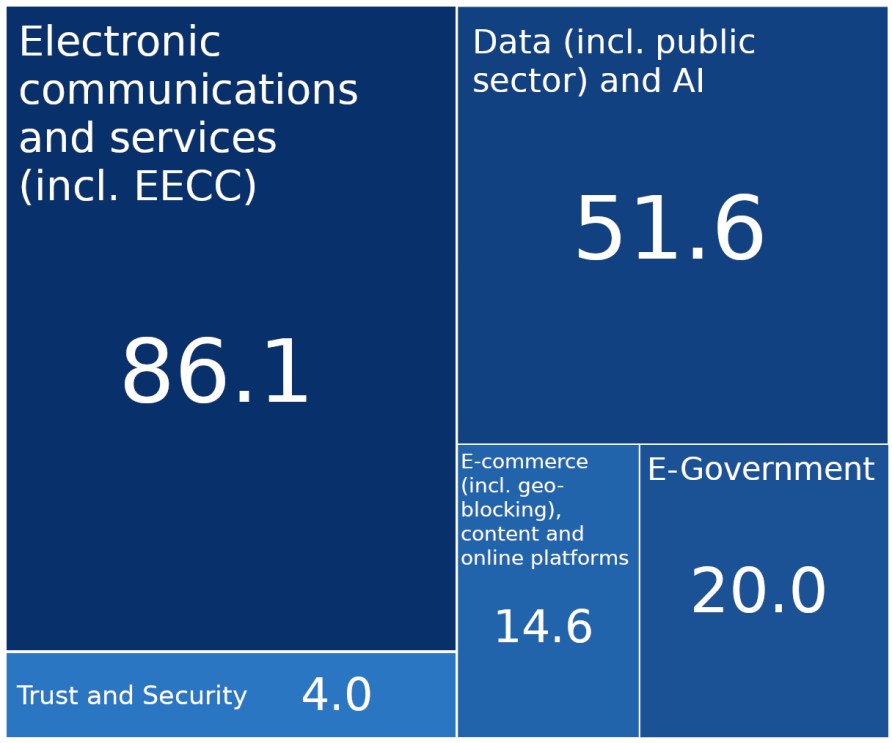 Electronic
communications
and services
(incl. EECC)
86.1
Data (incl. public
sector) and AI
51.6
E-commerce
(incl. geo-
blocking),
content and
online platforms
14.6
E-Government
20.0
Trust and Security 4.0